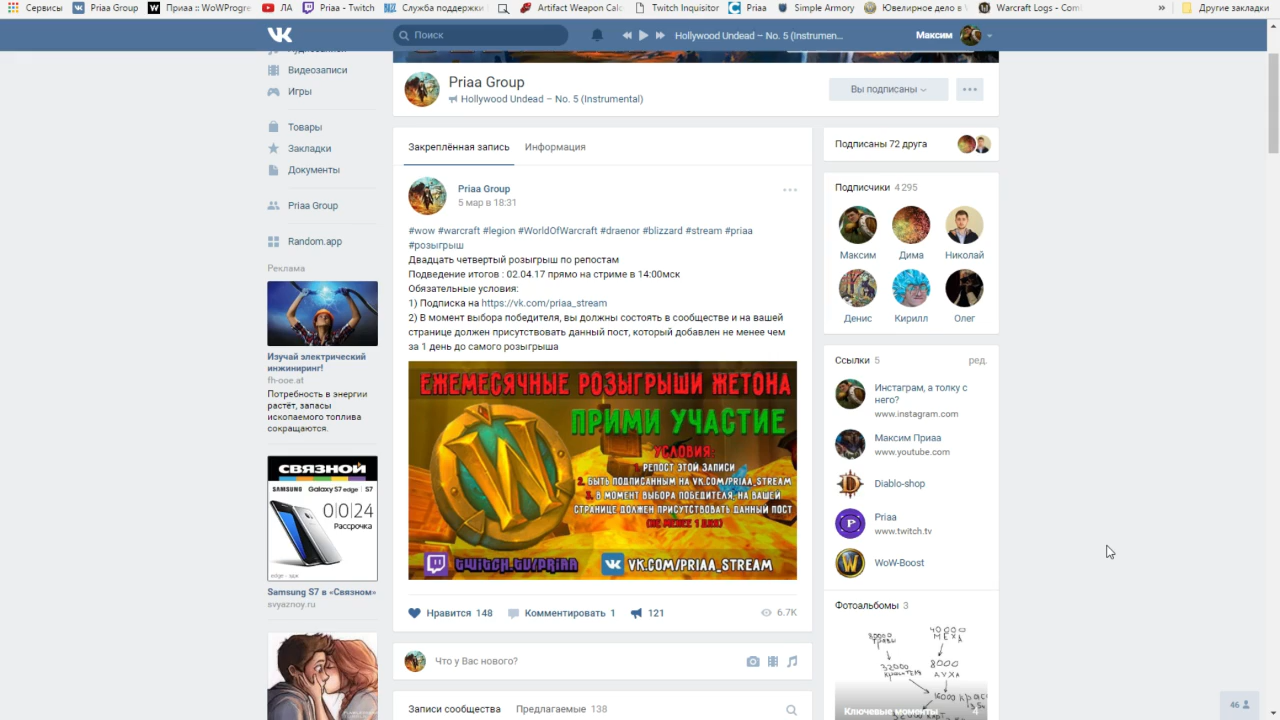 Сервисы
Priaa Group
Приаа :: WoWProgre
ЛА
Priaa - Twitch
Служба поддержки
Artifact Weapon Calc
Twitch Inquisitor
Priaa
Simple Armory
Ювелирное дело в
Warcraft Logs - Com
»
Другие закладки
Поиск
Hollywood Undead – No. 5 (Instrumen...
Максим
Видеозаписи
Игры
Товары
Закладки
Документы
Priaa Group
Random.app
Реклама
Изучай электрический
инжиниринг!
fh-ooe.at
Потребность в энергии
растёт, запасы
ископаемого топлива
сокращаются.
СВЯЗНОЙ
SAMSUNG Galaxy S7 edge | S7
0|0|24
Рассрочка
Samsung S7 в «Связном»
svyaznoy.ru
Priaa Group
Hollywood Undead – No. 5 (Instrumental)
Вы подписаны
Закреплённая запись
Информация
Priaa Group
5 мар в 18:31
#wow #warcraft #legion #WorldOfWarcraft #draenor #blizzard #stream #priaa
#розыгрыш
Двадцать четвертый розыгрыш по репостам
Подведение итогов : 02.04.17 прямо на стриме в 14:00мск
Обязательные условия:
1) Подписка на https://vk.com/priaa_stream
2) В момент выбора победителя, вы должны состоять в сообществе и на вашей
странице должен присутствовать данный пост, который добавлен не менее чем
за 1 день до самого розыгрыша
ЕЖЕМЕСЯЧНЫЕ РОЗЫГРЫШИ ЖЕТОНА
ПРИМИ УЧАСТИЕ
УСЛОВИЯ:
1. РЕПОСТ ЭТОЙ ЗАПИСИ
2. БЫТЬ ПОДПИСАННЫМ НА VK.COM/PRIAA_STREAM
3. В МОМЕНТ ВЫБОРА ПОБЕДИТЕЛЯ, НА ВАШЕЙ
СТРАНИЦЕ ДОЛЖЕН ПРИСУТСТВОВАТЬ ДАННЫЙ ПОСТ
(НЕ МЕНЕЕ 1 ДНЯ)
TWITCH.TV/PRIAA
VK.COM/PRIAA_STREAM
Нравится 148
Комментировать 1
121
6.7K
Что у Вас нового?
Записи сообщества
Предлагаемые 138
Подписаны 72 друга
Подписчики 4 295
Максим
Дима
Николай
Денис
Кирилл
Олег
Ссылки 5
ред.
Инстаграм, а толку с
него?
www.instagram.com
Максим Приаа
www.youtube.com
Diablo-shop
Priaa
www.twitch.tv
WoW-Boost
Фотоальбомы 3
40000
МЕХА
32000
8000
ДУХА
Ключевые моменты 4
46